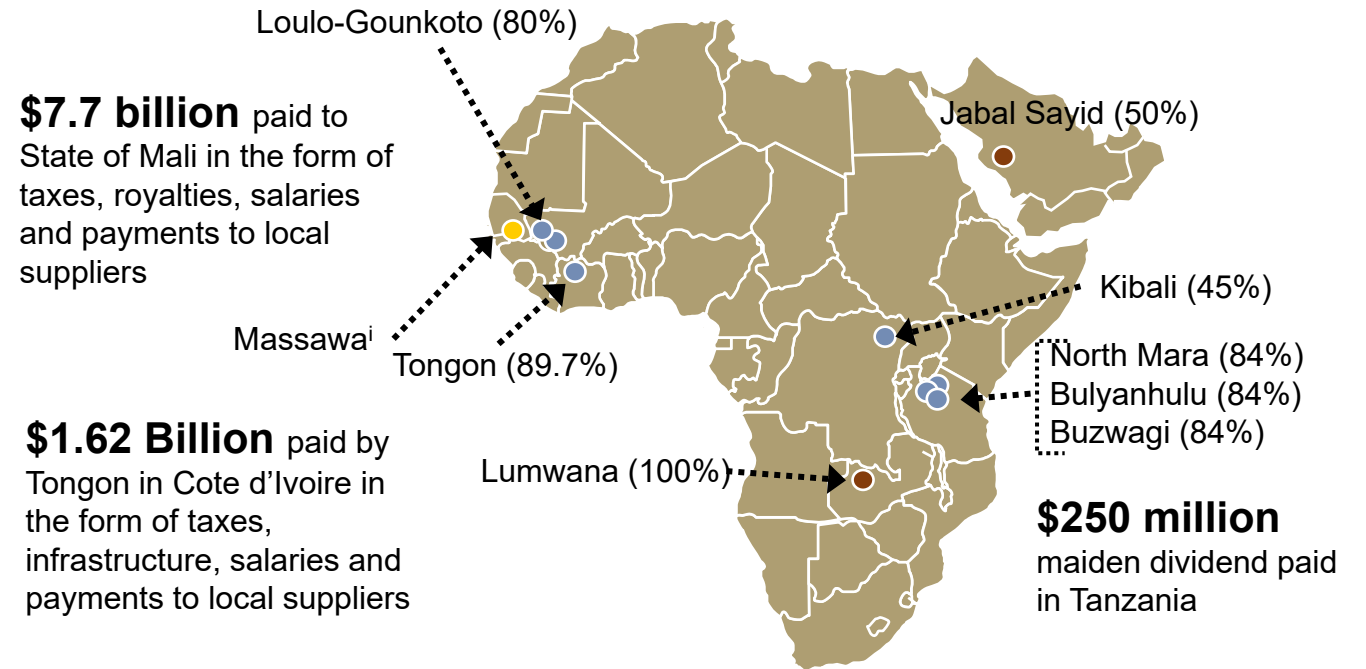 Loulo-Gounkoto (80%)
$7.7 billion paid to
State of Mali in the form of
taxes, royalties, salaries
and payments to local
suppliers
Jabal Sayid (50%)
Kibali (45%)
Massawaⁱ
Tongon (89.7%)
North Mara (84%)
Bulyanhulu (84%)
Buzwagi (84%)
$1.62 Billion paid by
Tongon in Cote d’Ivoire in
the form of taxes,
infrastructure, salaries and
payments to local suppliers
Lumwana (100%)
$250 million
maiden dividend paid
in Tanzania